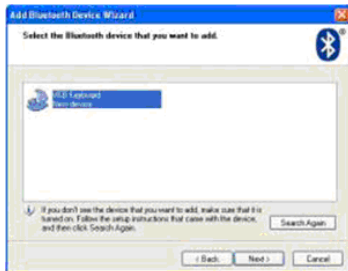 Add Bluetooth Device Wizard
Select the Bluetooth device that you want to add.
Keyboard
New device
If you don't see the device that you want to add, make sure that it is
turned on. Follow the setup instructions that came with the device,
and then click Search Again.
Search Again
< Back
Next >
Cancel